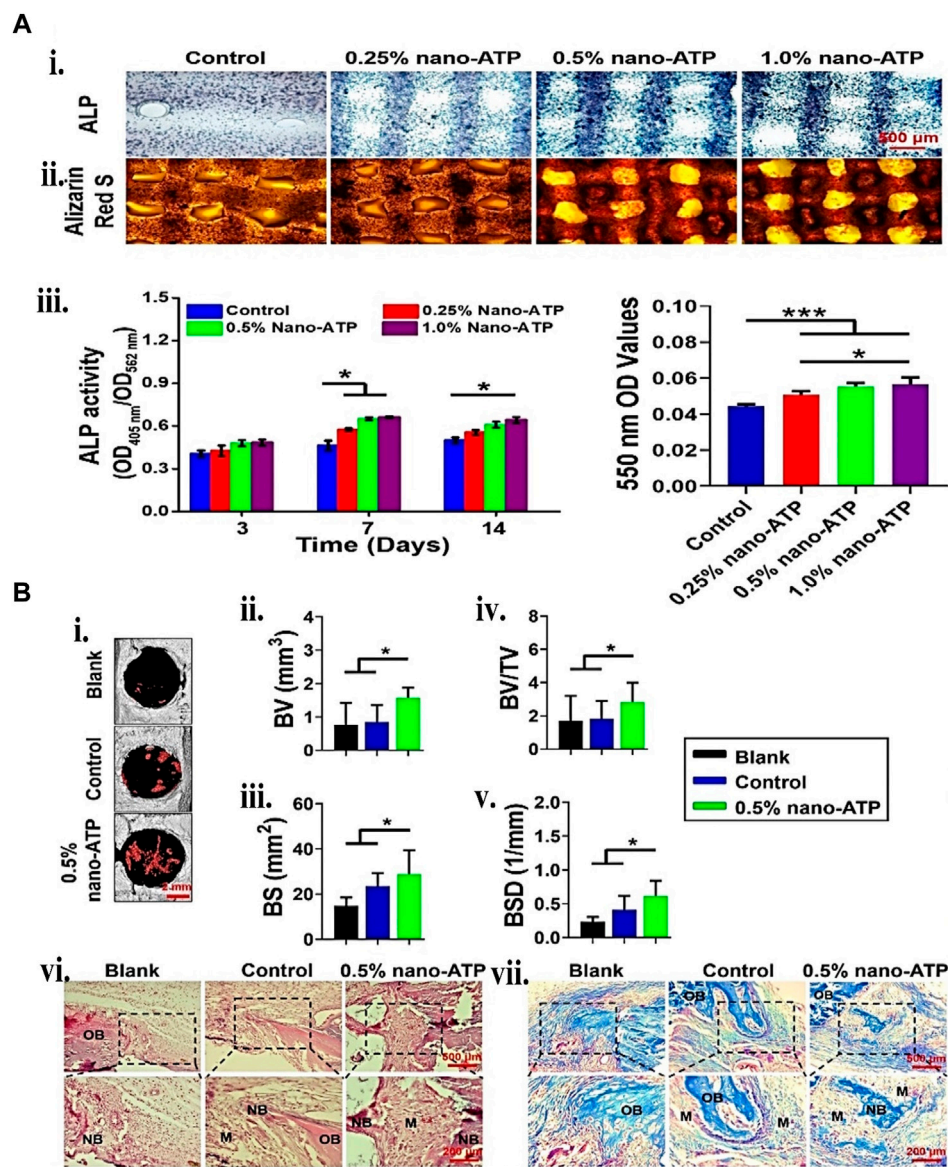 A
i.
Control
0.25% nano-ATP
0.5% nano-ATP
1.0% nano-ATP
ALP
500 μm
ii.
Alizarin
Red S
iii.
ALP activity
(OD405 nm/OD562 nm)
1.5
1.2
0.9
0.6
0.3
0.0
Control
0.25% Nano-ATP
0.5% Nano-ATP
1.0% Nano-ATP
*
*
3
7
14
Time (Days)
550 nm OD Values
0.10
0.08
0.06
0.04
0.02
0.00
***
*
Control
0.25% nano-ATP
0.5% nano-ATP
1.0% nano-ATP
B
i.
Blank
Control
0.5%
nano-ATP
2 mm
ii.
BV (mm3)
4
3
2
1
0
*
iv.
BV/TV
8
6
4
2
0
*
iii.
BS (mm2)
60
40
20
0
*
v.
BSD (1/mm)
2.0
1.5
1.0
0.5
0.0
*
Blank
Control
0.5% nano-ATP
vi.
Blank
Control
0.5% nano-ATP
OB
500 μm
NB
NB
M
OB
NB
M
NB
200 μm
vii.
Blank
Control
0.5% nano-ATP
OB
OB
500 μm
OB
M
OB
M
M
NB
M
200 μm